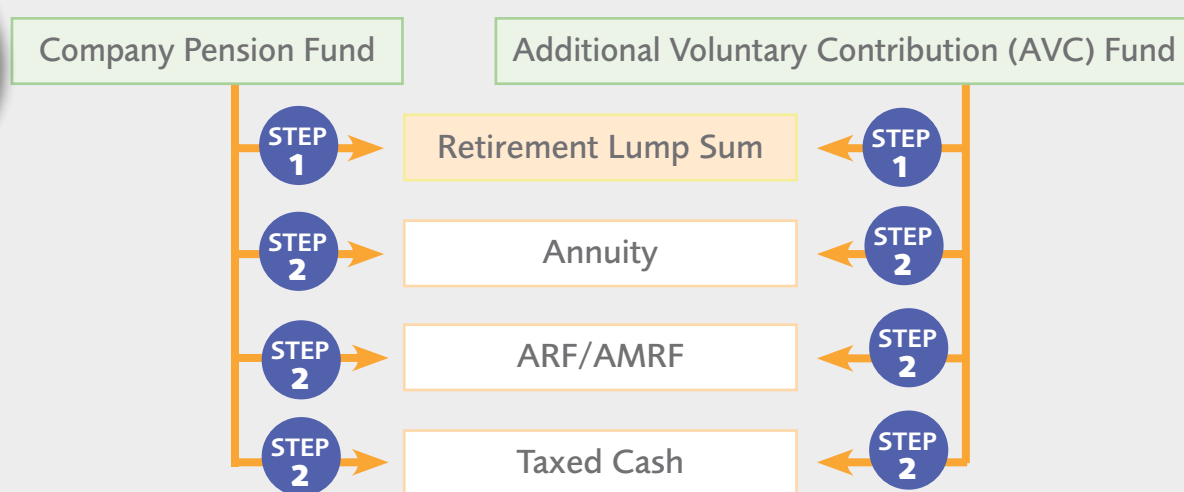 Company Pension Fund
Additional Voluntary Contribution (AVC) Fund
STEP
1
Retirement Lump Sum
STEP
1
STEP
2
Annuity
STEP
2
STEP
2
ARF/AMRF
STEP
2
STEP
2
Taxed Cash
STEP
2